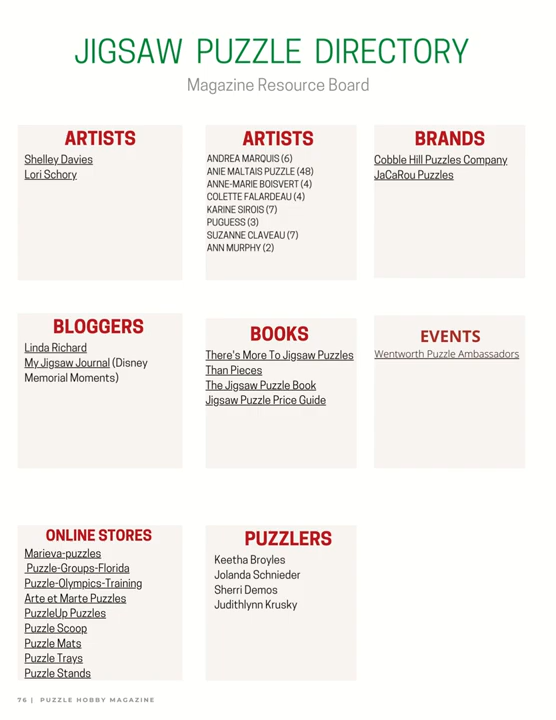 JIGSAW PUZZLE DIRECTORY
Magazine Resource Board
ARTISTS
Shelley Davies
Lori Schory
ARTISTS
ANDREA MARQUIS (6)
ANIE MALTAIS PUZZLE (48)
ANNE-MARIE BOISVERT (4)
COLETTE FALARDEAU (4)
KARINE SIROIS (7)
PUGUESS (3)
SUZANNE CLAVEAU (7)
ANN MURPHY (2)
BRANDS
Cobble Hill Puzzles Company
JaCaRou Puzzles
BLOGGERS
Linda Richard
My Jigsaw Journal (Disney
Memorial Moments)
BOOKS
There's More To Jigsaw Puzzles
Than Pieces
The Jigsaw Puzzle Book
Jigsaw Puzzle Price Guide
EVENTS
Wentworth Puzzle Ambassadors
ONLINE STORES
Marieva-puzzles
Puzzle-Groups-Florida
Puzzle-Olympics-Training
Arte et Marte Puzzles
PuzzleUp Puzzles
Puzzle Scoop
Puzzle Mats
Puzzle Trays
Puzzle Stands
PUZZLERS
Keetha Broyles
Jolanda Schnieder
Sherri Demos
Judithlynn Krusky
76 | PUZZLE HOBBY MAGAZINE